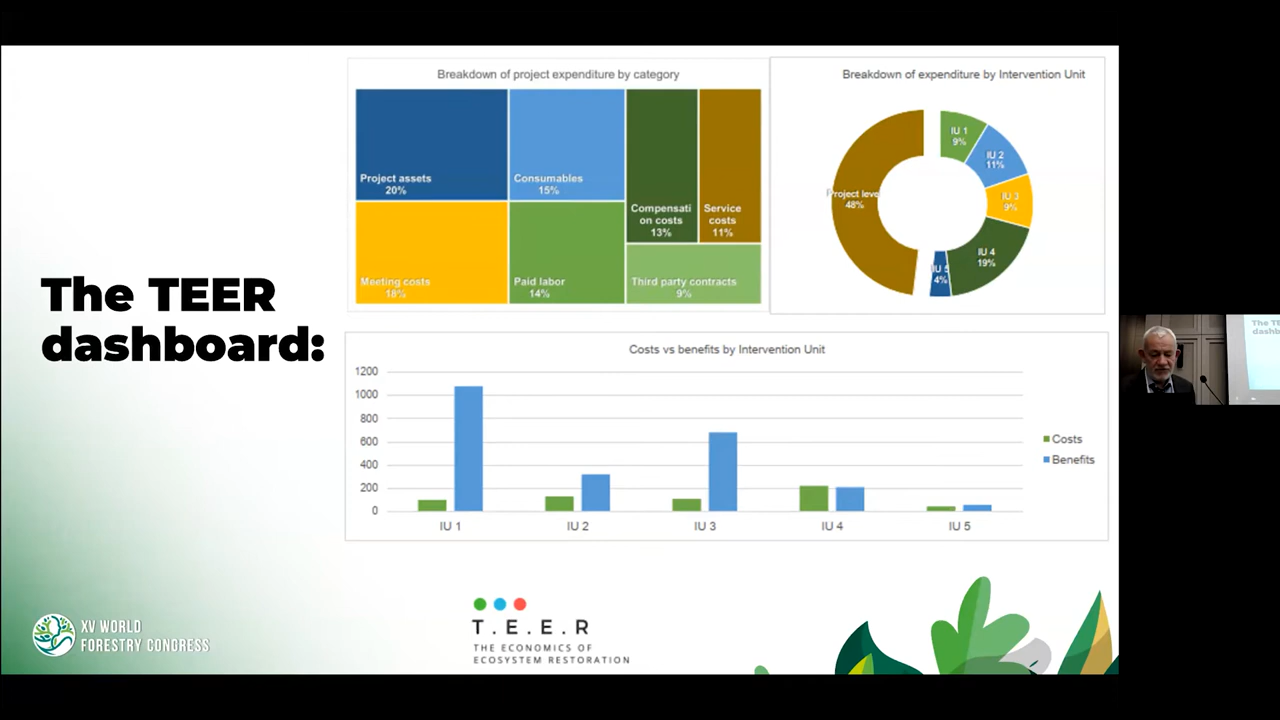 The TEER
dashboard:
Breakdown of project expenditure by category
Project assets
20%
Consumables
15%
Compensati
on costs
13%
Service
costs
11%
Meeting costs
18%
Paid labor
14%
Third party contracts
9%
Breakdown of expenditure by Intervention Unit
IU 1
9%
IU 2
11%
IU 3
9%
IU 4
19%
IU 5
4%
Project leve
48%
Costs vs benefits by Intervention Unit
1200
1000
800
600
400
200
0
IU 1
IU 2
IU 3
IU 4
IU 5
Costs
Benefits
XV WORLD
FORESTRY CONGRESS
T.E.E.R
THE ECONOMICS OF
ECOSYSTEM RESTORATION
The TE
dashb